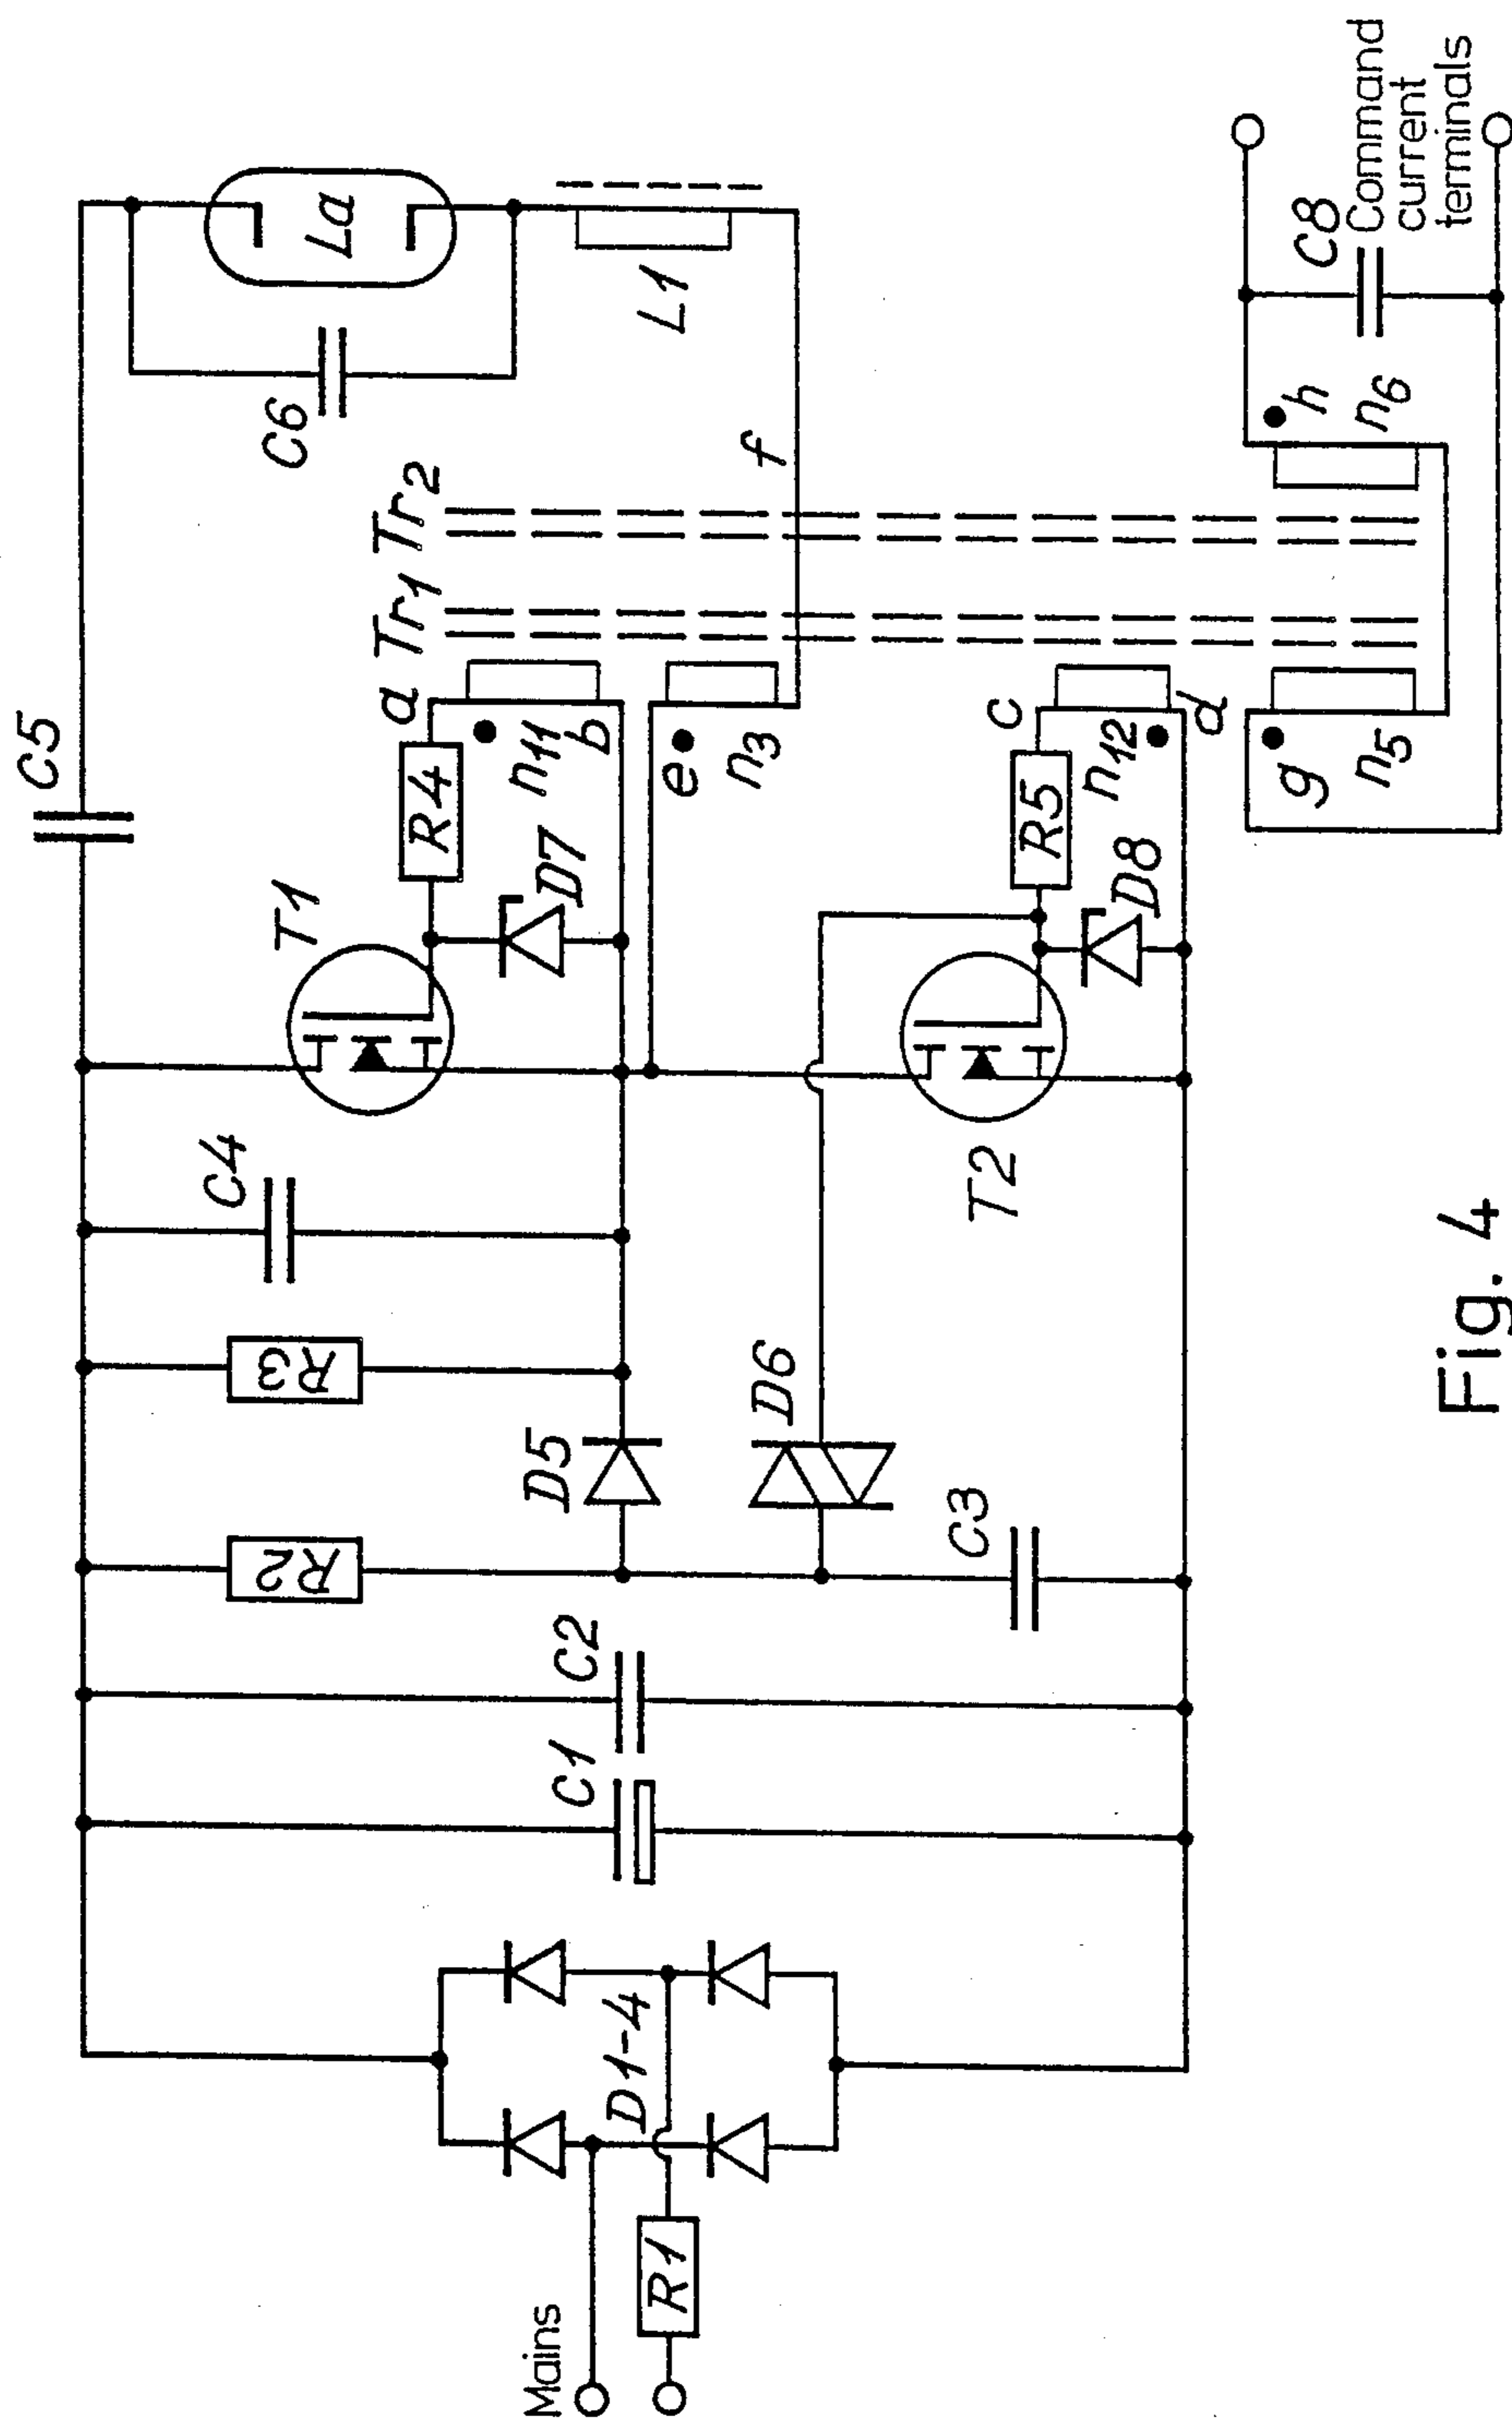 C5
La
C6
L1
Tr1 Tr2
f
T1
R4
a
n11
b
D7
e
n3
C4
R3
R2
D5
D6
C3
C2
C1
T2
R5
c
n12
d
D8
g
n5
h
n6
C8
Command
current
terminals
D1-4
Mains
R1
Fig. 4